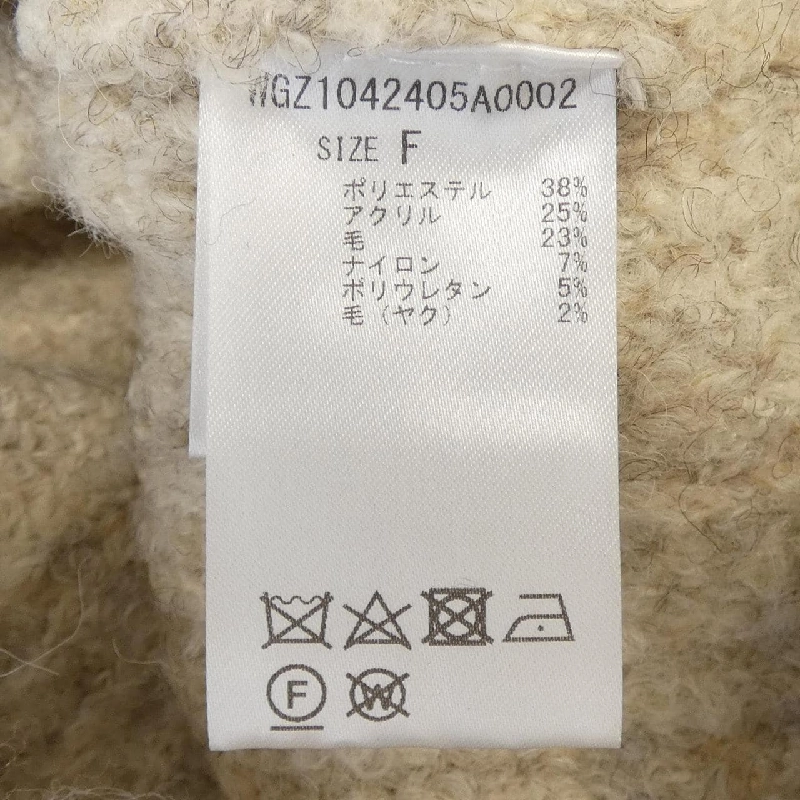 WGZ1042405A0002
SIZE F
ポリエステル 38%
アクリル 25%
毛 23%
ナイロン 7%
ポリウレタン 5%
毛（ヤク） 2%
F W